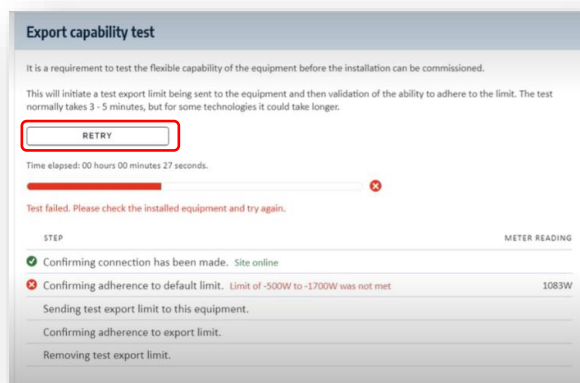 Export capability test
It is a requirement to test the flexible capability of the equipment before the installation can be commissioned.
This will initiate a test export limit being sent to the equipment and then validation of the ability to adhere to the limit. The test
normally takes 3 - 5 minutes, but for some technologies it could take longer.
RETRY
Time elapsed: 00 hours 00 minutes 27 seconds.
Test failed. Please check the installed equipment and try again.
STEP METER READING
Confirming connection has been made. Site online
Confirming adherence to default limit. Limit of -500W to -1700W was not met 1083W
Sending test export limit to this equipment.
Confirming adherence to export limit.
Removing test export limit.